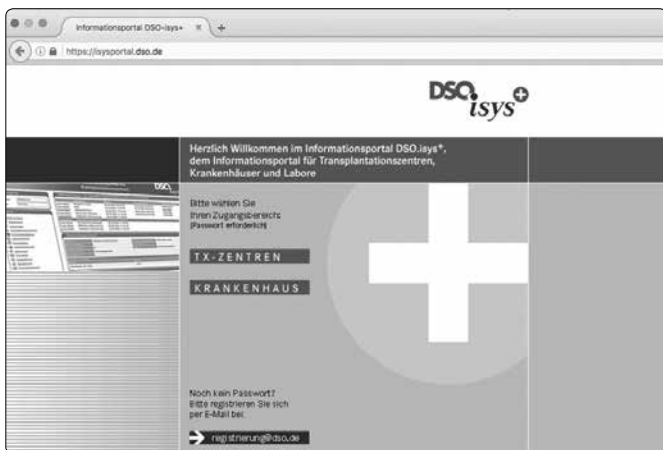 Informationsportal DSO-isys+
https://isysportal.dso.de
DSO.isys+
Herzlich Willkommen im Informationsportal DSO.isys+,
dem Informationsportal für Transplantationszentren,
Krankenhäuser und Labore
Bitte wählen Sie
Ihren Zugangsbereich:
(Passwort erforderlich)
TX-ZENTREN
KRANKENHAUS
Noch kein Passwort?
Bitte registrieren Sie sich
per E-Mail bei:
registrierung@dso.de
DSO